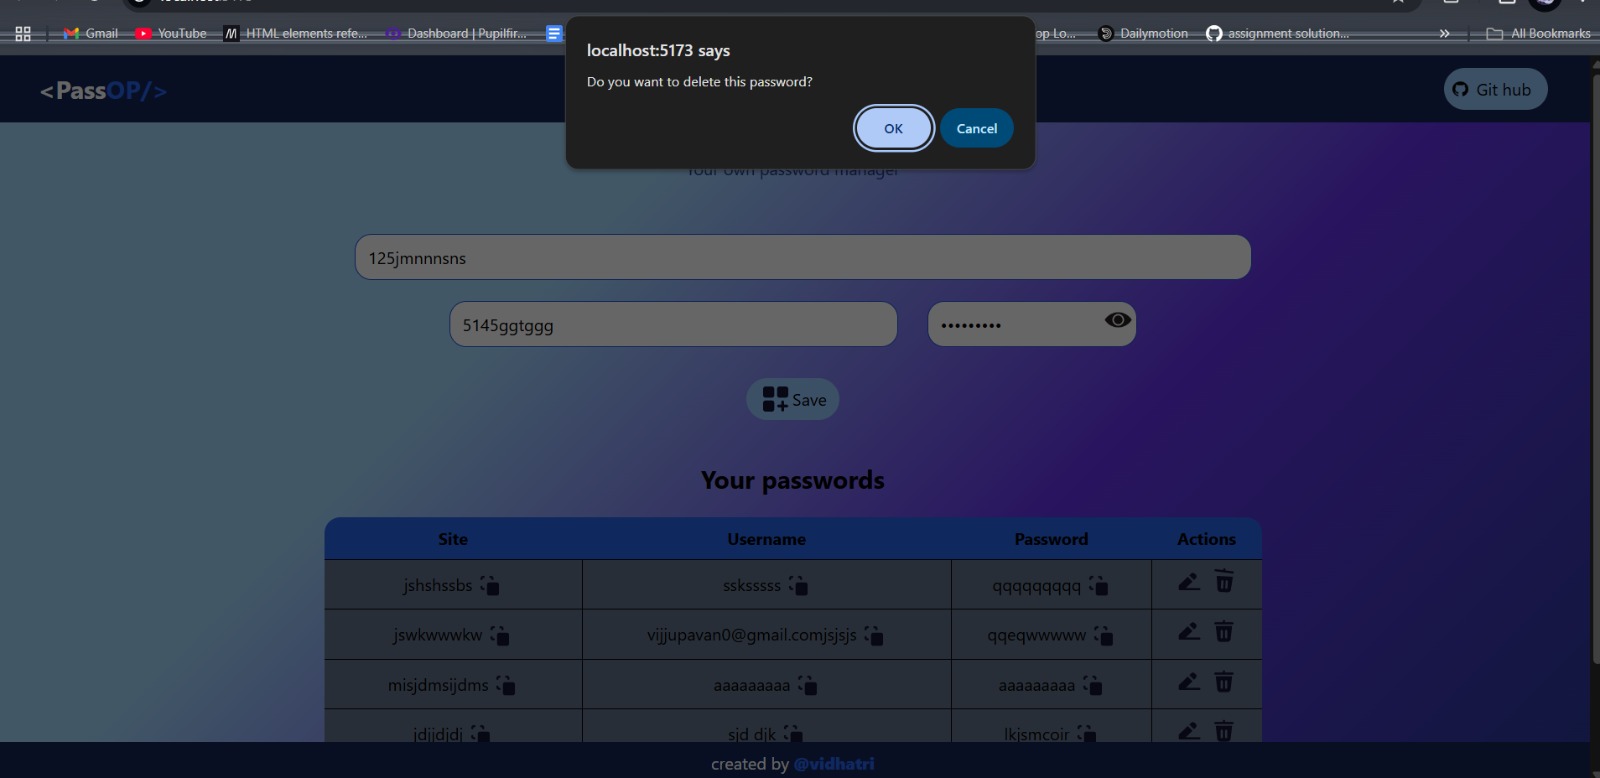 Gmail YouTube HTML elements refe... Dashboard | Pupilfir... op Lo... Dailymotion assignment solution... » All Bookmarks
localhost:5173 says
Do you want to delete this password?
OK Cancel
<PassOP/> Git hub
Your own password manager
125jmnnnsns
5145ggtggg •••••••••
Save
Your passwords
Site Username Password Actions
jshshssbs ssksssss qqqqqqqqq
jswkwwwkw vijjupavan0@gmail.comjsjsjs qqeqwwwww
misjdmsijdms aaaaaaaaa aaaaaaaaa
jdjjdjdj sjd djk lkjsmcoir
created by @vidhatri